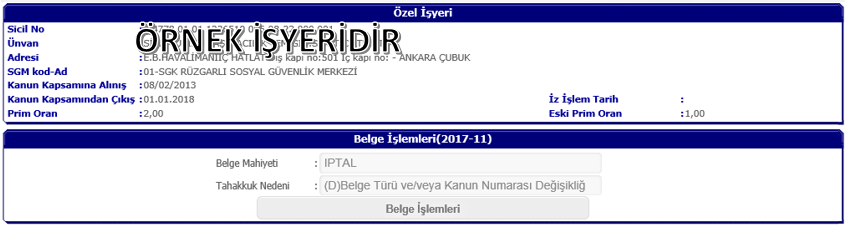 Özel İşyeri
Sicil No
ÖRNEK İŞYERİDİR
Ünvan
Adresi :E.B.HAVALİMANIİÇ HATLAT Dış kapı no:501 İç kapı no: - ANKARA ÇUBUK
SGM kod-Ad :01-SGK RÜZGARLI SOSYAL GÜVENLİK MERKEZİ
Kanun Kapsamına Alınış :08/02/2013
Kanun Kapsamından Çıkış :01.01.2018 İz İşlem Tarih :
Prim Oran :2,00 Eski Prim Oran :1,00
Belge İşlemleri(2017-11)
Belge Mahiyeti : IPTAL
Tahakkuk Nedeni : (D)Belge Türü ve/veya Kanun Numarası Değişikliğ
Belge İşlemleri